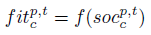 $fit_c^{p,t} = f(soc_c^{p,t})$